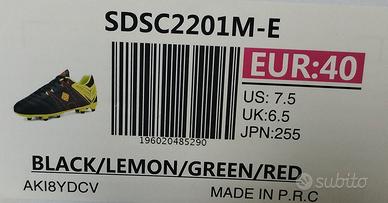 SDSC2201M-E
EUR:40
US: 7.5
UK:6.5
JPN:255
196020485290
BLACK/LEMON/GREEN/RED
AKI8YDCV
MADE IN P.R.C
subito